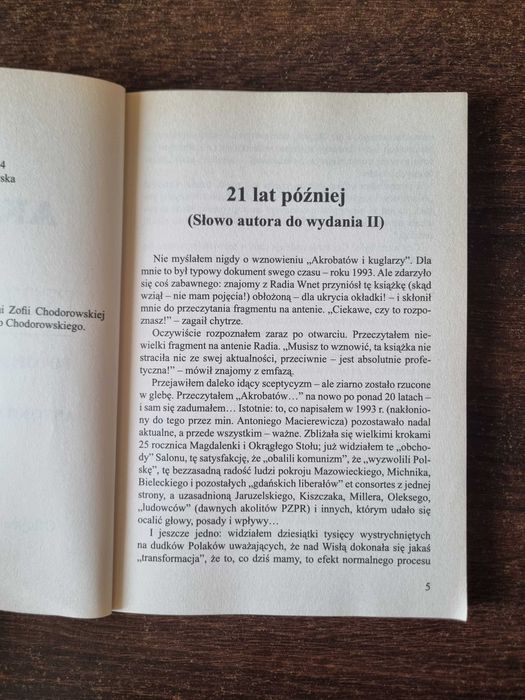 4
ska
i Zofii Chodorowskiej
o Chodorowskiego.
21 lat później
(Słowo autora do wydania II)
Nie myślałem nigdy o wznowieniu „Akrobatów i kuglarzy”. Dla
mnie to był typowy dokument swego czasu – roku 1993. Ale zdarzyło
się coś zabawnego: znajomy z Radia Wnet przyniósł tę książkę (skąd
wziął – nie mam pojęcia!) obłożoną – dla ukrycia okładki! – i skłonił
mnie do przeczytania fragmentu na antenie. „Ciekawe, czy to rozpo-
znasz!” – zagaił chytrze.
Oczywiście rozpoznałem zaraz po otwarciu. Przeczytałem nie-
wielki fragment na antenie Radia. „Musisz to wznowić, ta książka nie
straciła nic ze swej aktualności, przeciwnie – jest absolutnie profe-
tyczna!” – mówił znajomy z emfazą.
Przejawiłem daleko idący sceptycyzm – ale ziarno zostało rzucone
w glebę. Przeczytałem „Akrobatów...” na nowo po ponad 20 latach –
i sam się zadumałem... Istotnie: to, co napisałem w 1993 r. (nakłonio-
ny do tego przez min. Antoniego Macierewicza) pozostawało nadal
aktualne, a przede wszystkim – ważne. Zbliżała się wielkimi krokami
25 rocznica Magdalenki i Okrągłego Stołu; już widziałem te „obcho-
dy” Salonu, tę satysfakcję, że „obalili komunizm”, że „wyzwolili Pol-
skę”, tę bezzasadną radość ludzi pokroju Mazowieckiego, Michnika,
Bieleckiego i pozostałych „gdańskich liberałów” et consortes z jednej
strony, a uzasadnioną Jaruzelskiego, Kiszczaka, Millera, Oleksego,
„ludowców” (dawnych akolitów PZPR) i innych, którym udało się
ocalić głowy, posady i wpływy...
I jeszcze jedno: widziałem dziesiątki tysięcy wystrychniętych
na dudków Polaków uważających, że nad Wisłą dokonała się jakaś
„transformacja”, że to, co dziś mamy, to efekt normalnego procesu
5